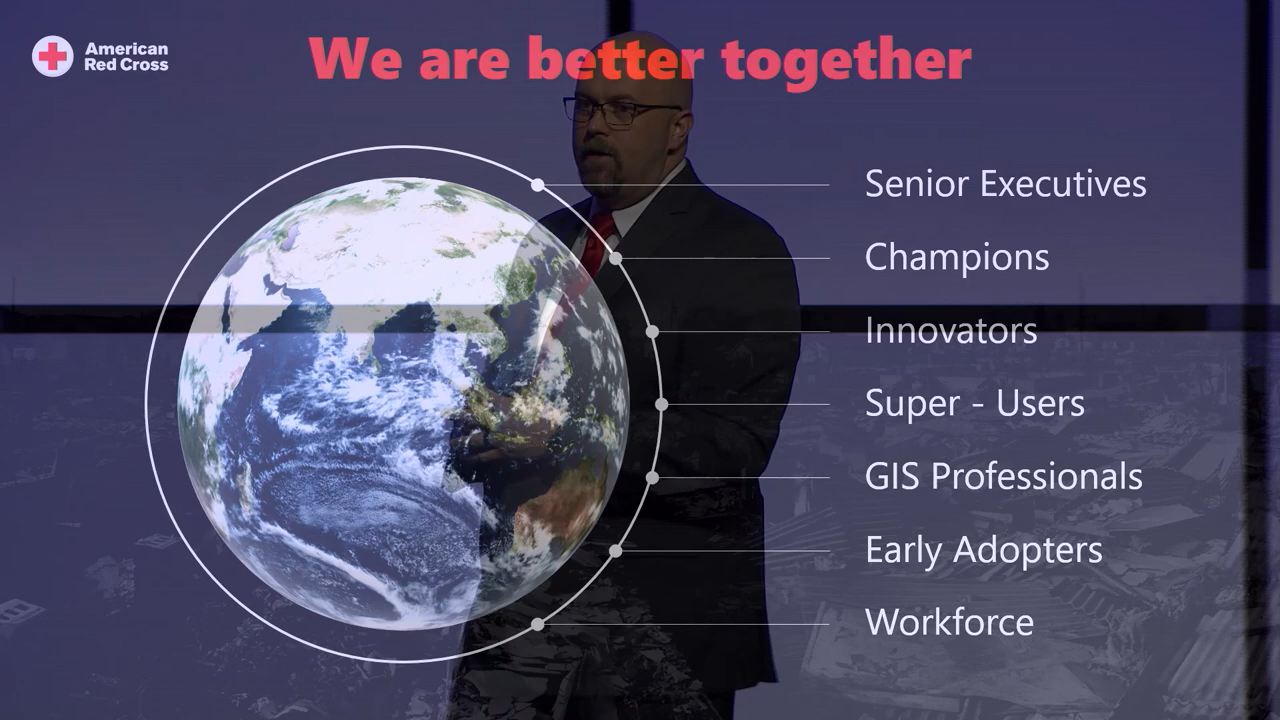 American
Red Cross
We are better together
Senior Executives
Champions
Innovators
Super - Users
GIS Professionals
Early Adopters
Workforce